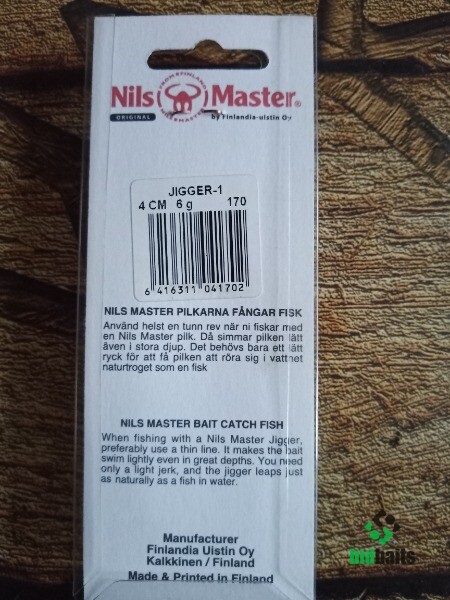 Nils Master®
FROM FINLAND
ORIGINAL
by Finlandia-uistin Oy
JIGGER-1
4 CM 6 g 170
6 416311 041702
NILS MASTER PILKARNA FÅNGAR FISK
Använd helst en tunn rev när ni fiskar med
en Nils Master pilk. Då simmar pilken lätt
även i stora djup. Det behövs bara ett lätt
ryck för att få pilken att röra sig i vattnet
naturtroget som en fisk
NILS MASTER BAIT CATCH FISH
When fishing with a Nils Master Jigger,
preferably use a thin line. It makes the bait
swim lightly even in great depths. You need
only a light jerk, and the jigger leaps just
as naturally as a fish in water.
Manufacturer
Finlandia Uistin Oy
Kalkkinen / Finland
Made & Printed in Finland
baits